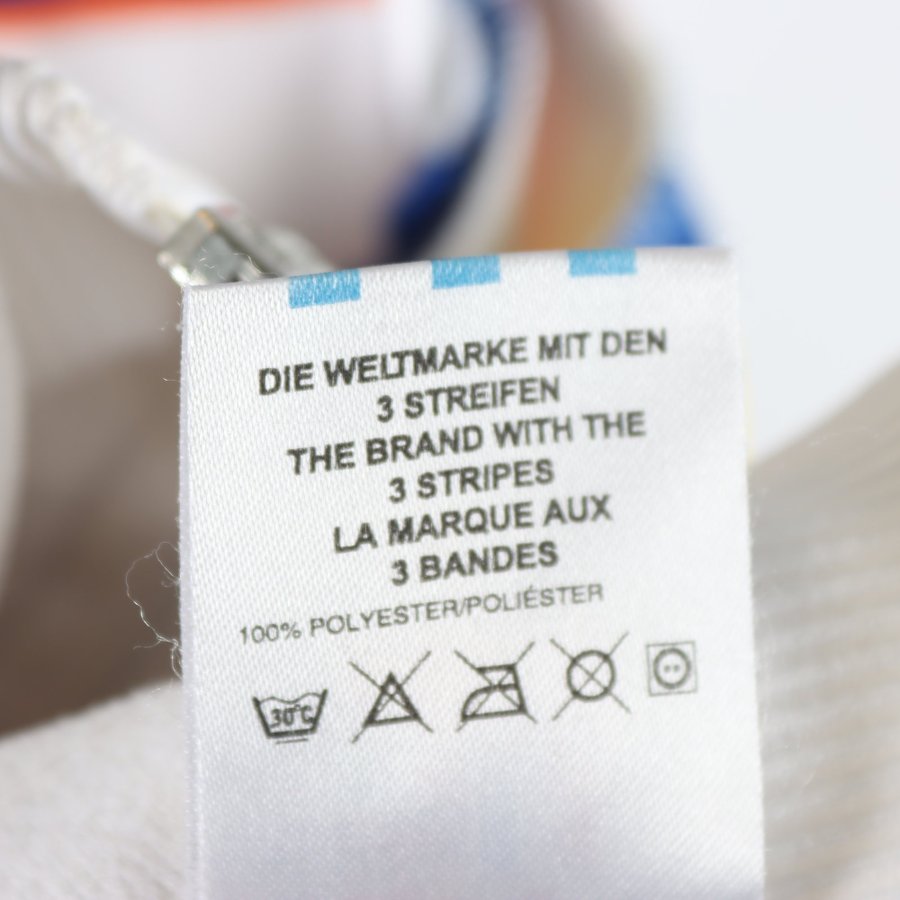 DIE WELTMARKE MIT DEN
3 STREIFEN
THE BRAND WITH THE
3 STRIPES
LA MARQUE AUX
3 BANDES
100% POLYESTER/POLIÉSTER
30°C